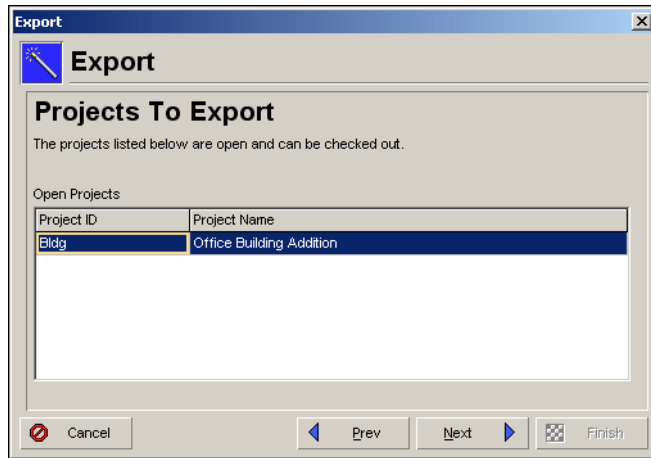 Export
Export
Projects To Export
The projects listed below are open and can be checked out.
Open Projects
Project ID Project Name
Bldg Office Building Addition
Cancel Prev Next Finish